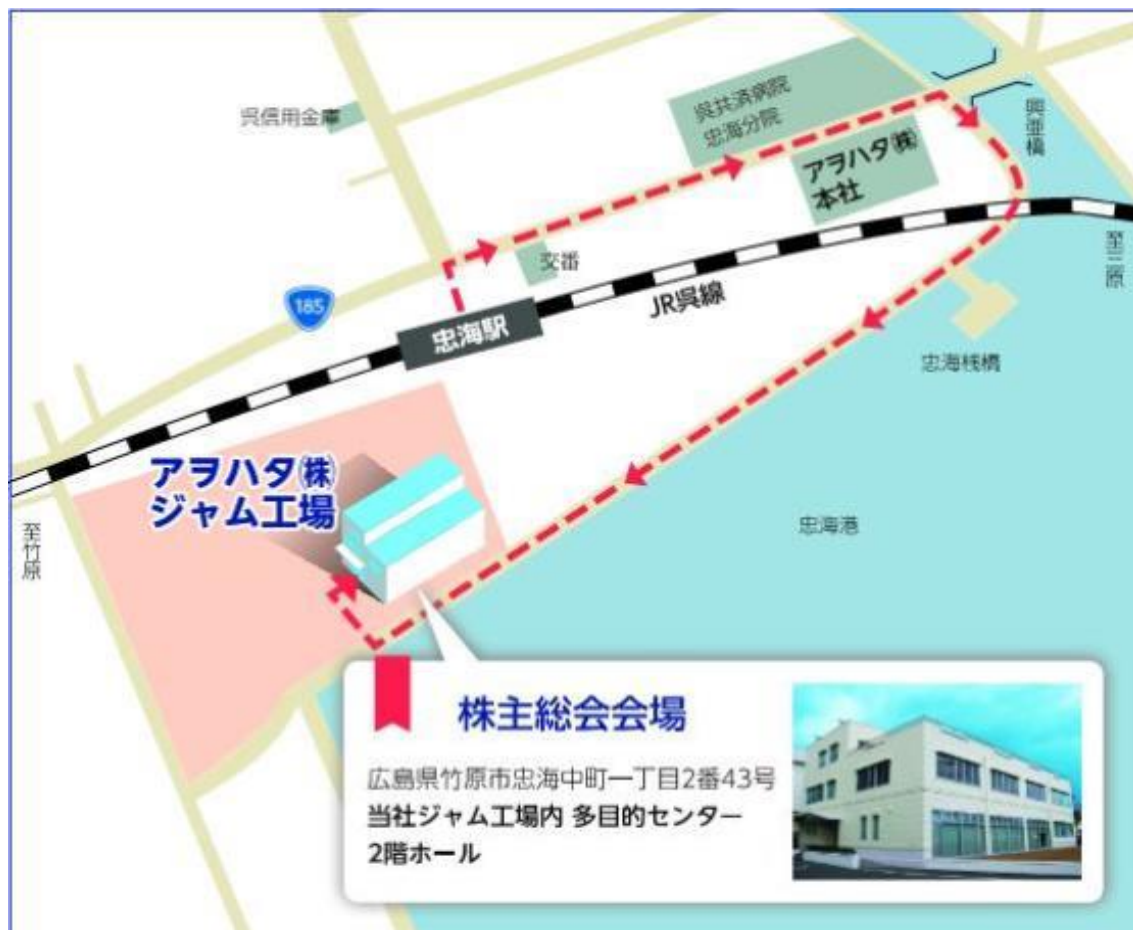 呉信用金庫
呉共済病院
忠海分院
興亜橋
アヲハタ㈱
本社
交番
至三原
JR呉線
185
忠海駅
忠海桟橋
アヲハタ㈱
ジャム工場
忠海港
至竹原
株主総会会場
広島県竹原市忠海中町一丁目2番43号
当社ジャム工場内 多目的センター
2階ホール